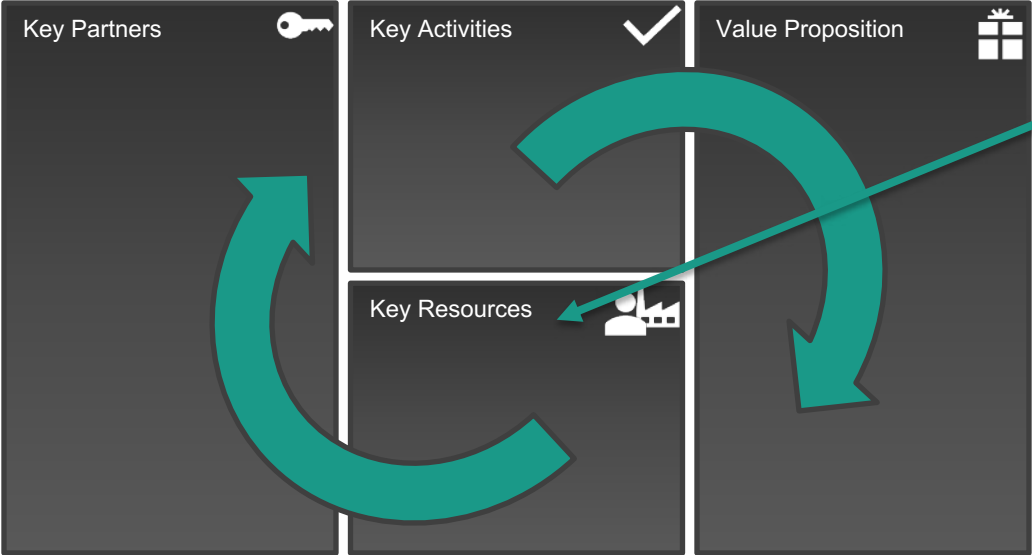 Key Partners
Key Activities
Value Proposition
Key Resources